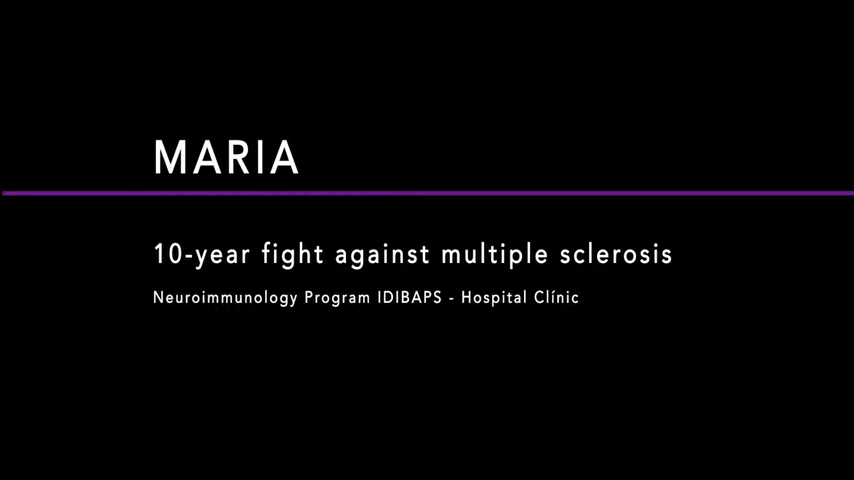 MARIA
10-year fight against multiple sclerosis
Neuroimmunology Program IDIBAPS - Hospital Clínic